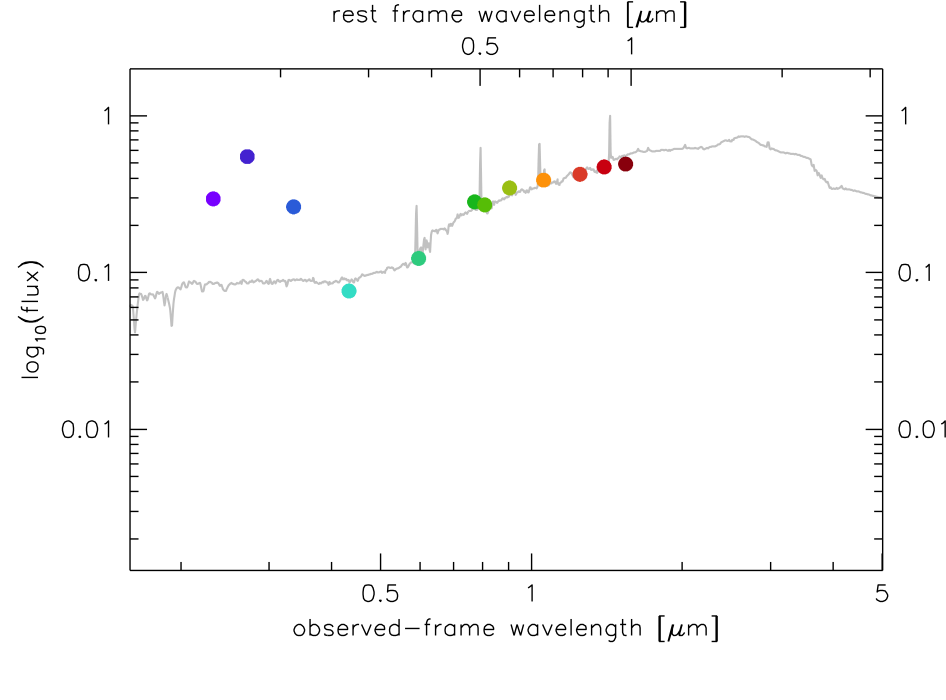 rest frame wavelength [μm]
0.5 1
1 1
0.1 0.1
0.01 0.01
log10(flux)
0.5 1 5
observed-frame wavelength [μm]